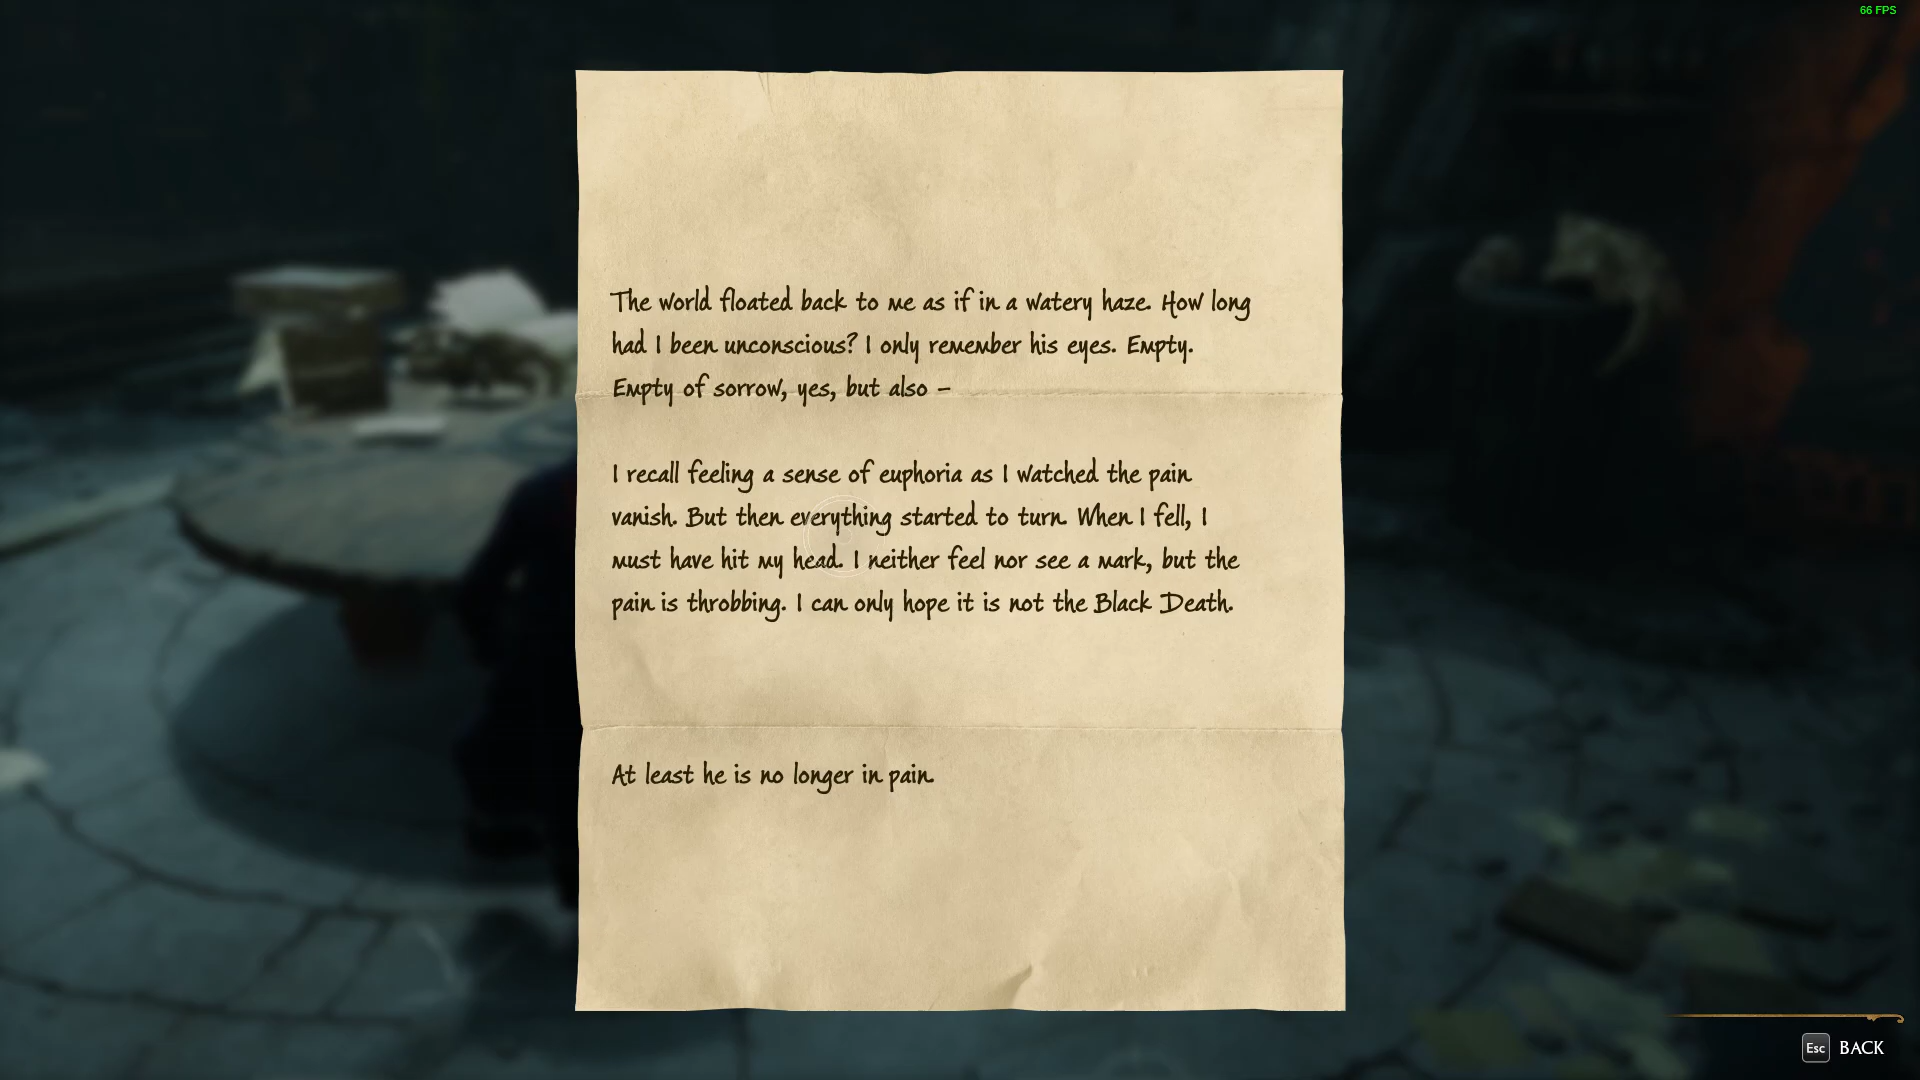 66 FPS
The world floated back to me as if in a watery haze. How long
had I been unconscious? I only remember his eyes. Empty.
Empty of sorrow, yes, but also –
I recall feeling a sense of euphoria as I watched the pain
vanish. But then everything started to turn. When I fell, I
must have hit my head. I neither feel nor see a mark, but the
pain is throbbing. I can only hope it is not the Black Death.
At least he is no longer in pain.
Esc BACK